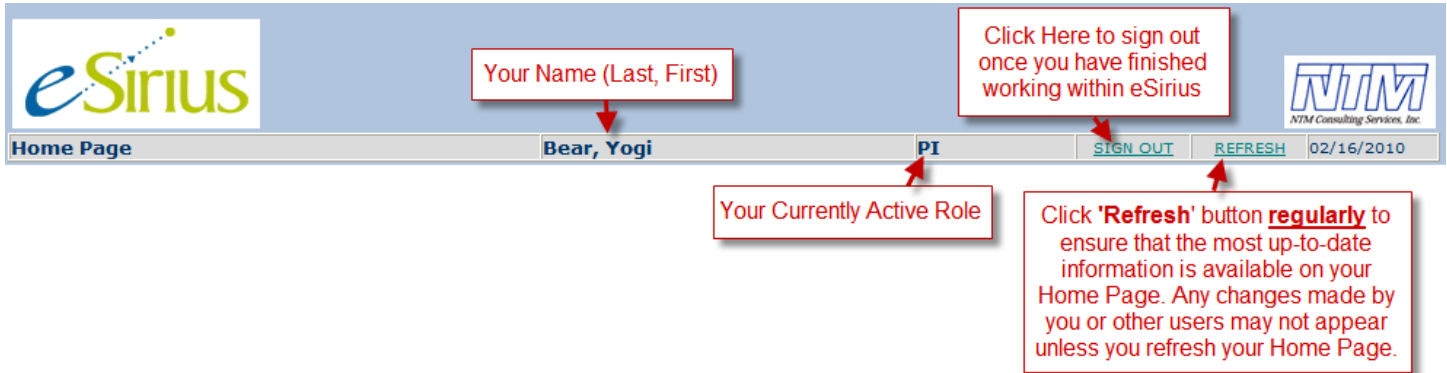 eSirius
Your Name (Last, First)
Click Here to sign out
once you have finished
working within eSirius
NTM
NTM Consulting Services, Inc.
Home Page
Bear, Yogi
PI
SIGN OUT
REFRESH
02/16/2010
Your Currently Active Role
Click 'Refresh' button regularly to
ensure that the most up-to-date
information is available on your
Home Page. Any changes made by
you or other users may not appear
unless you refresh your Home Page.